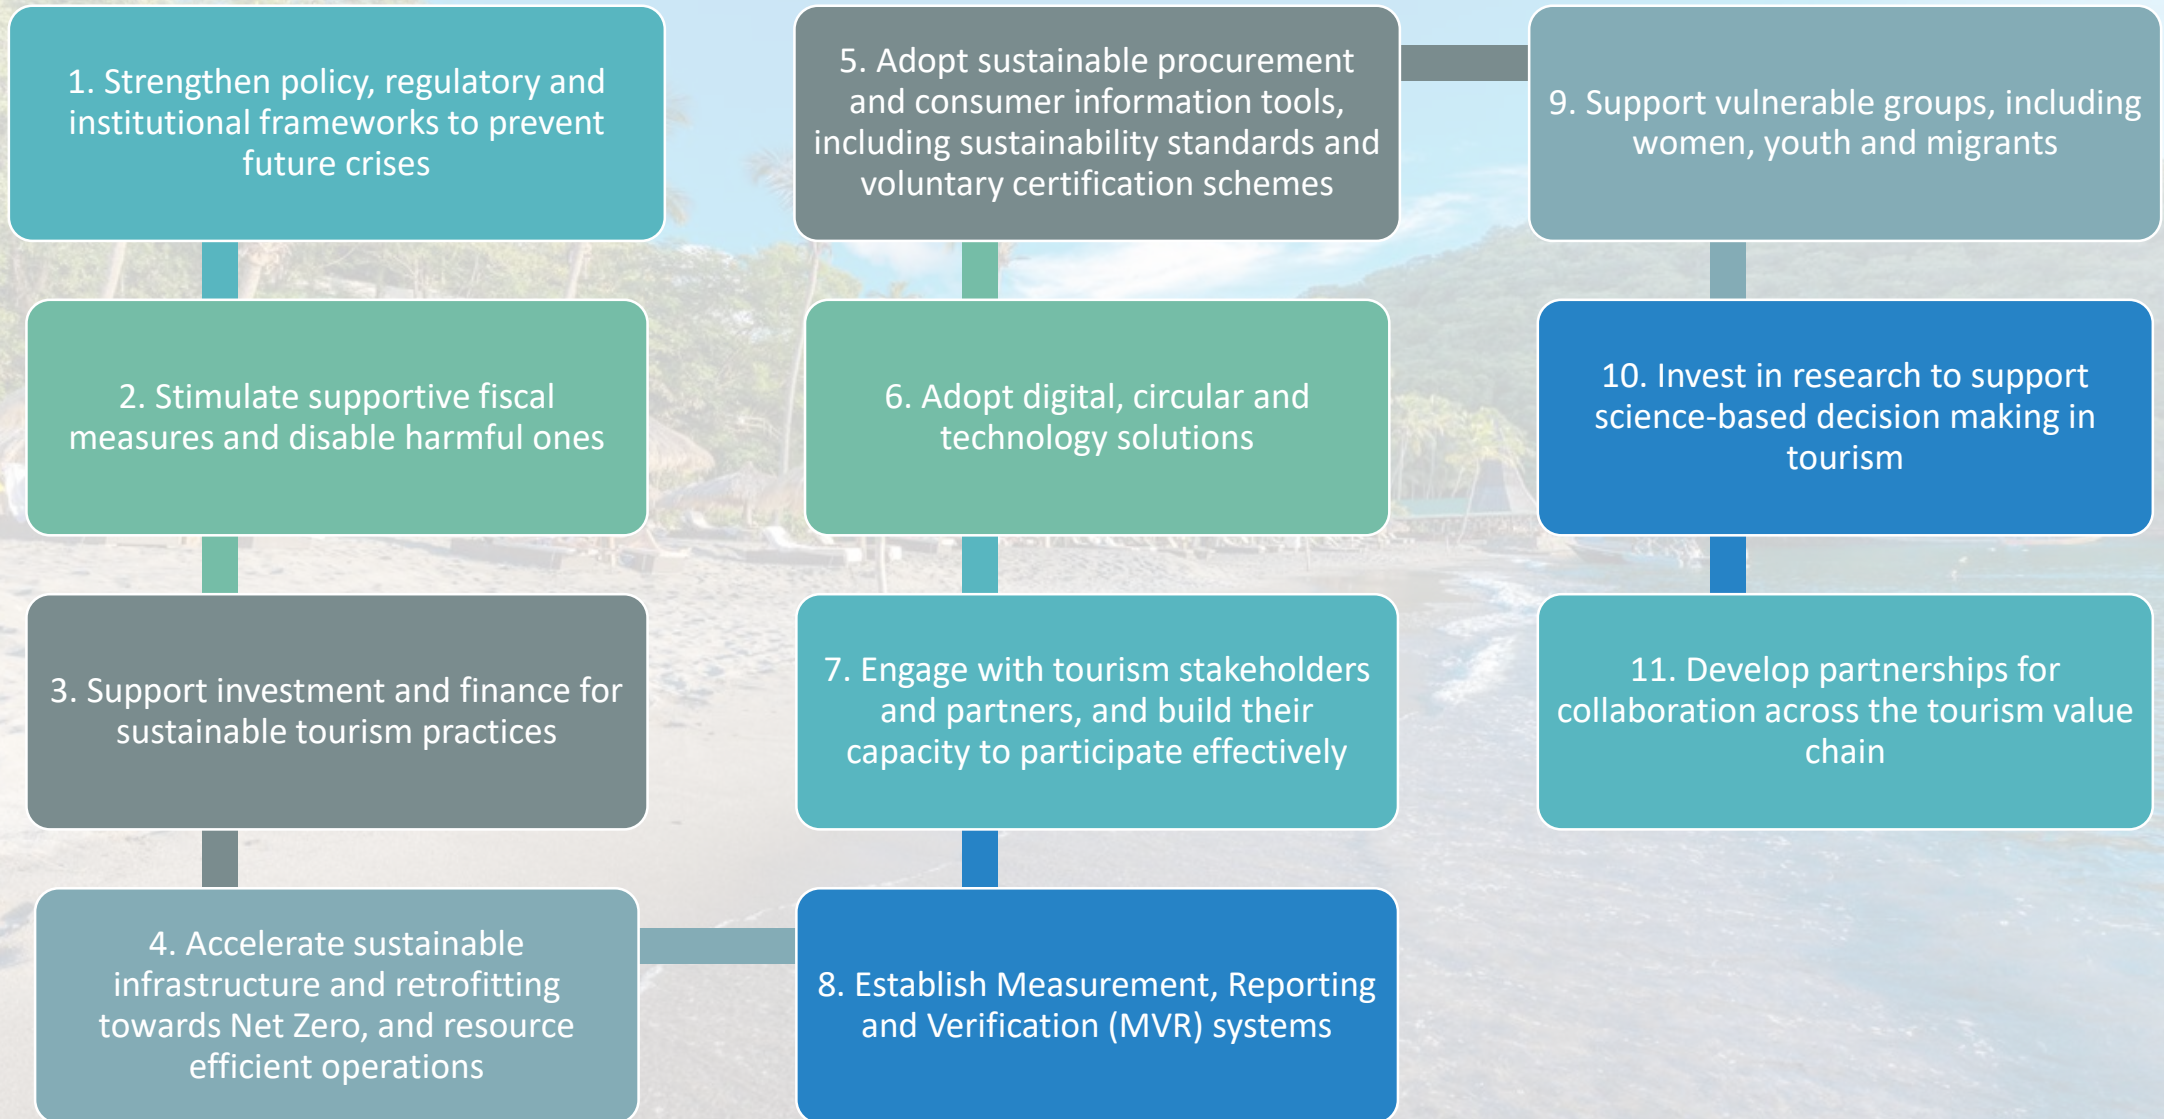 1. Strengthen policy, regulatory and
institutional frameworks to prevent
future crises
2. Stimulate supportive fiscal
measures and disable harmful ones
3. Support investment and finance for
sustainable tourism practices
4. Accelerate sustainable
infrastructure and retrofitting
towards Net Zero, and resource
efficient operations
5. Adopt sustainable procurement
and consumer information tools,
including sustainability standards and
voluntary certification schemes
6. Adopt digital, circular and
technology solutions
7. Engage with tourism stakeholders
and partners, and build their
capacity to participate effectively
8. Establish Measurement, Reporting
and Verification (MVR) systems
9. Support vulnerable groups, including
women, youth and migrants
10. Invest in research to support
science-based decision making in
tourism
11. Develop partnerships for
collaboration across the tourism value
chain